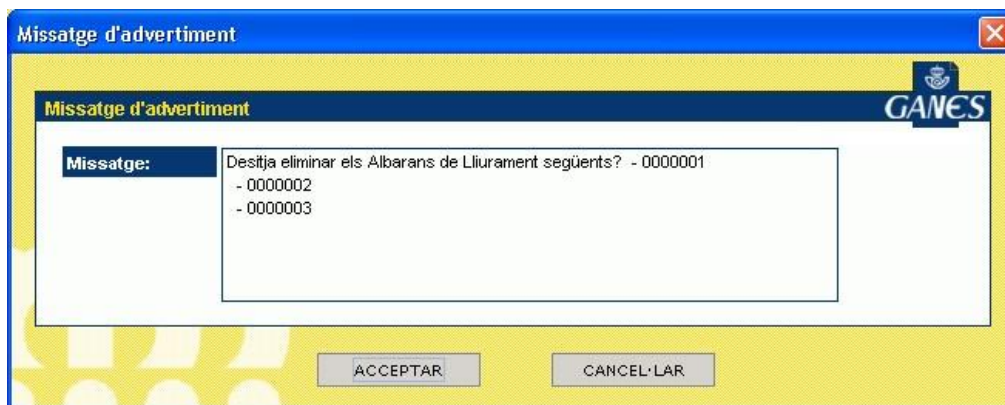 Missatge d'advertiment
GANES
Missatge d'advertiment
Missatge:
Desitja eliminar els Albarans de Lliurament següents?  - 0000001
- 0000002
- 0000003
ACCEPTAR
CANCEL·LAR